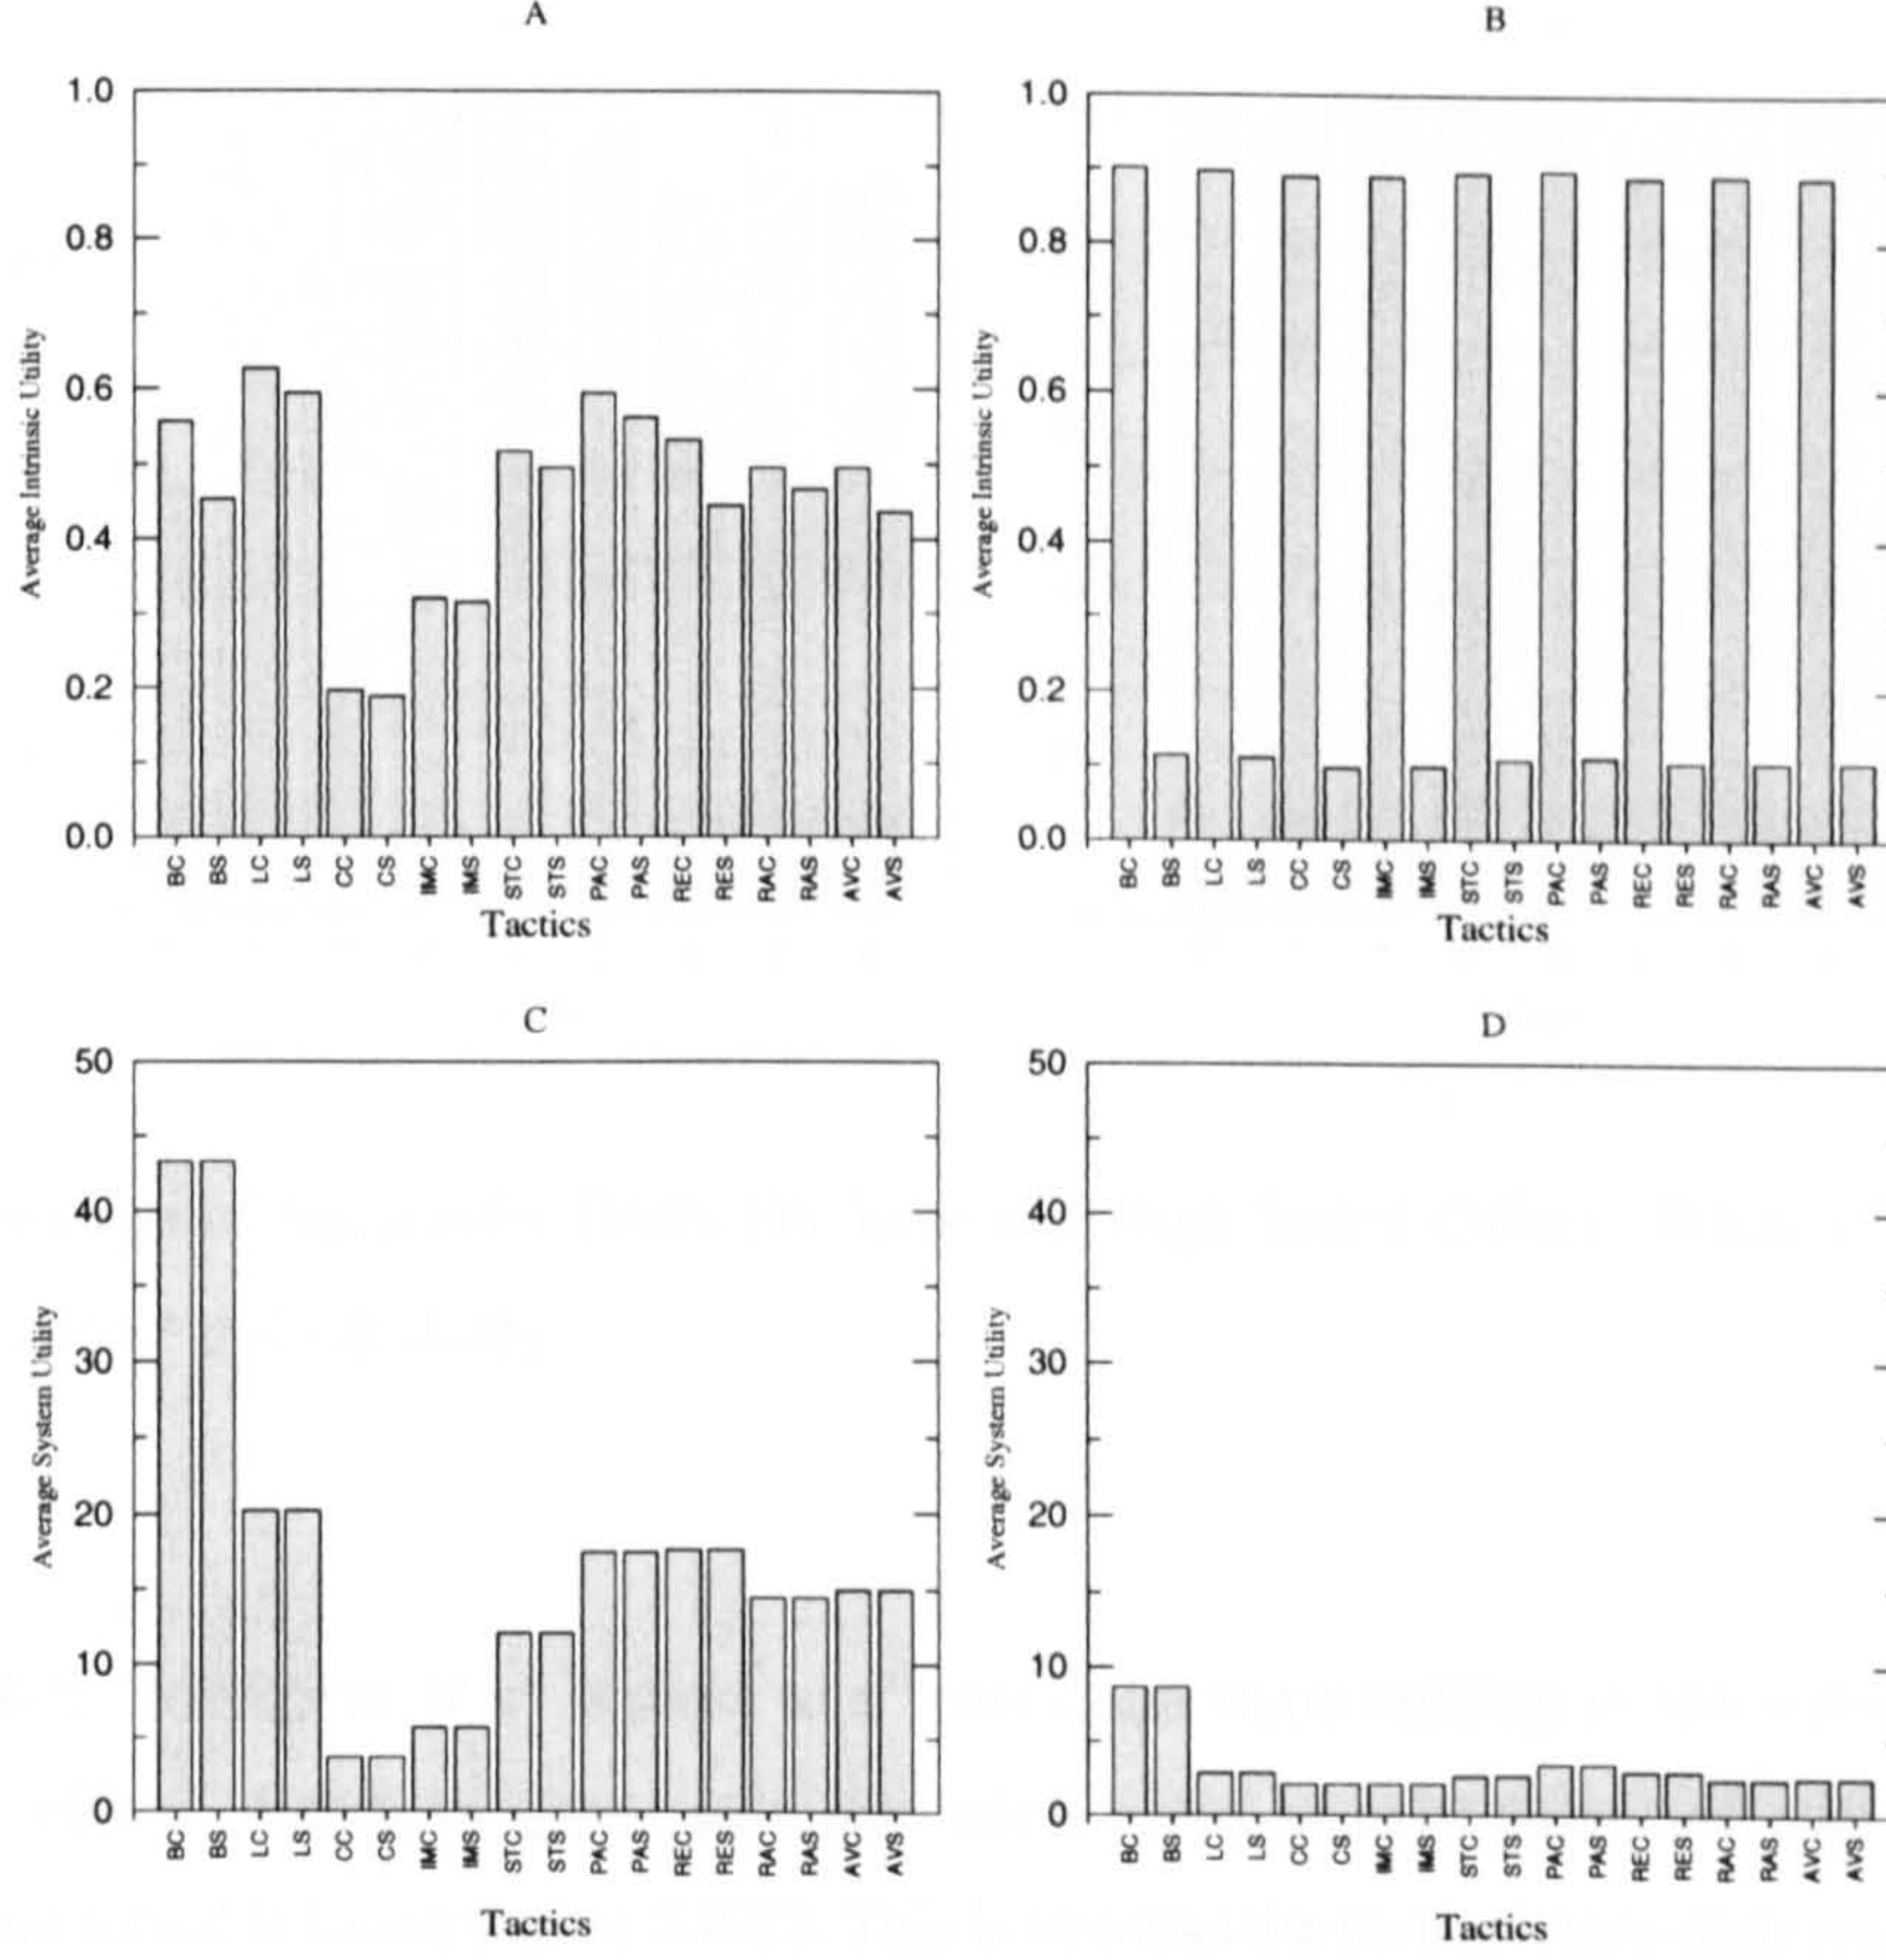 A
1.0
0.8
0.6
0.4
0.2
0.0
Average Intrinsic Utility
BC BS LC LS CC CS IMC IMS STC STS PAC PAS REC RES RAC RAS AVC AVS
Tactics
B
1.0
0.8
0.6
0.4
0.2
0.0
Average Intrinsic Utility
BC BS LC LS CC CS IMC IMS STC STS PAC PAS REC RES RAC RAS AVC AVS
Tactics
C
50
40
30
20
10
0
Average System Utility
BC BS LC LS CC CS IMC IMS STC STS PAC PAS REC RES RAC RAS AVC AVS
Tactics
D
50
40
30
20
10
0
Average System Utility
BC BS LC LS CC CS IMC IMS STC STS PAC PAS REC RES RAC RAS AVC AVS
Tactics